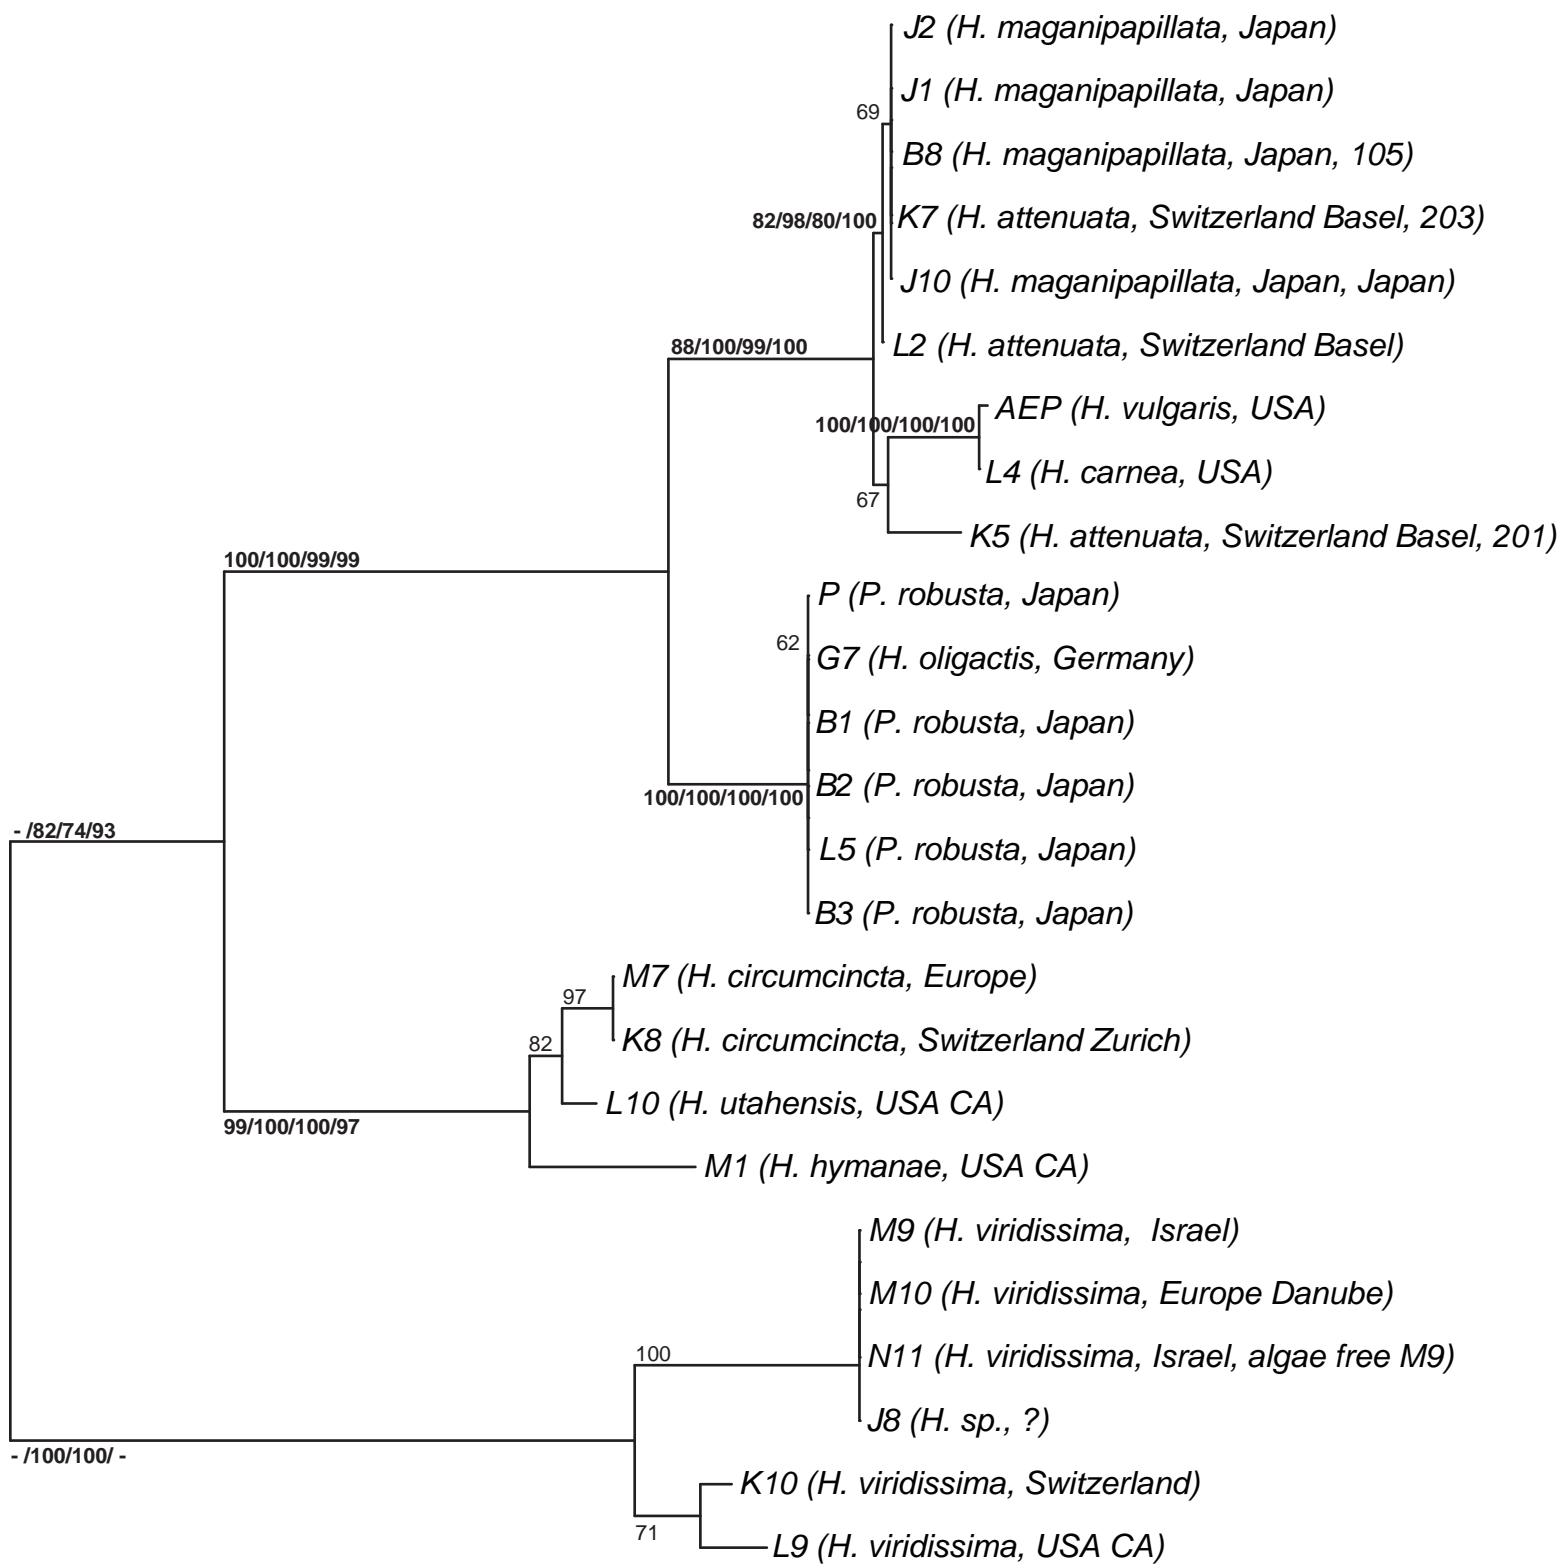 J2 (H. maganipapillata, Japan)
J1 (H. maganipapillata, Japan)
69
B8 (H. maganipapillata, Japan, 105)
82/98/80/100
K7 (H. attenuata, Switzerland Basel, 203)
J10 (H. maganipapillata, Japan, Japan)
88/100/99/100
L2 (H. attenuata, Switzerland Basel)
AEP (H. vulgaris, USA)
100/100/100/100
L4 (H. carnea, USA)
67
K5 (H. attenuata, Switzerland Basel, 201)
100/100/99/99
P (P. robusta, Japan)
62
G7 (H. oligactis, Germany)
B1 (P. robusta, Japan)
B2 (P. robusta, Japan)
100/100/100/100
- /82/74/93
L5 (P. robusta, Japan)
B3 (P. robusta, Japan)
M7 (H. circumcincta, Europe)
97
82
K8 (H. circumcincta, Switzerland Zurich)
L10 (H. utahensis, USA CA)
99/100/100/97
M1 (H. hymanae, USA CA)
M9 (H. viridissima, Israel)
M10 (H. viridissima, Europe Danube)
100
N11 (H. viridissima, Israel, algae free M9)
J8 (H. sp., ?)
- /100/100/ -
K10 (H. viridissima, Switzerland)
71
L9 (H. viridissima, USA CA)